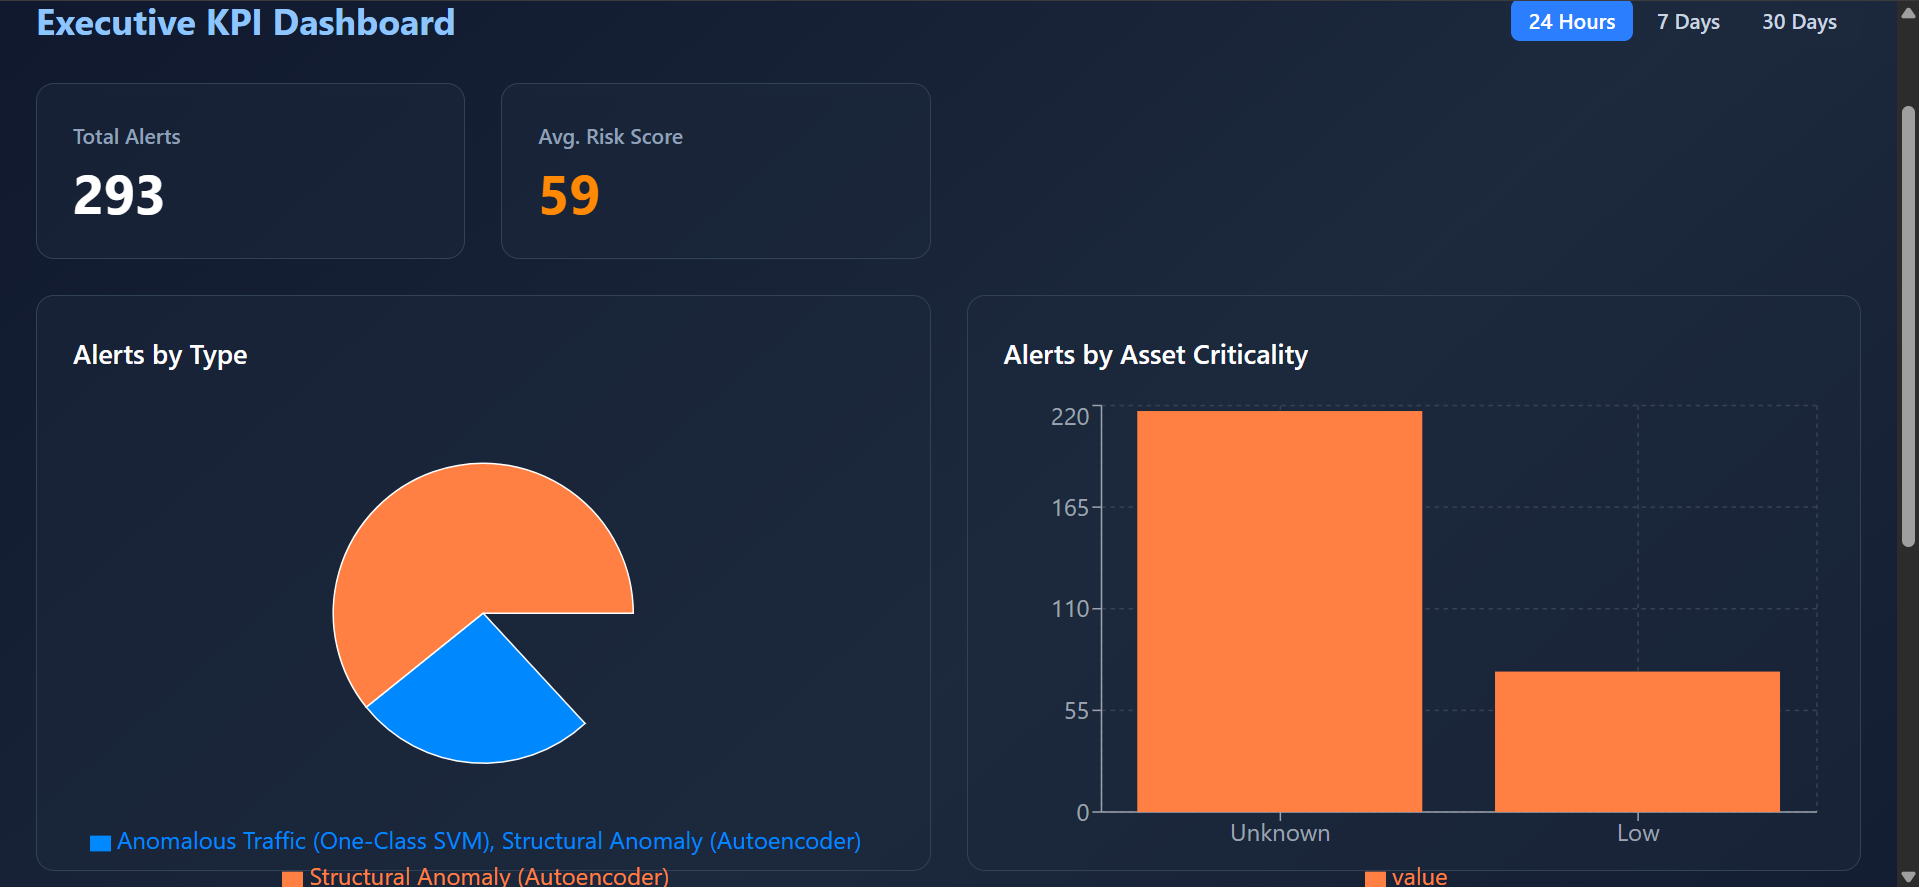 Executive KPI Dashboard
24 Hours 7 Days 30 Days
Total Alerts
293
Avg. Risk Score
59
Alerts by Type
Anomalous Traffic (One-Class SVM), Structural Anomaly (Autoencoder)
Structural Anomaly (Autoencoder)
Alerts by Asset Criticality
220
165
110
55
0
Unknown Low
value